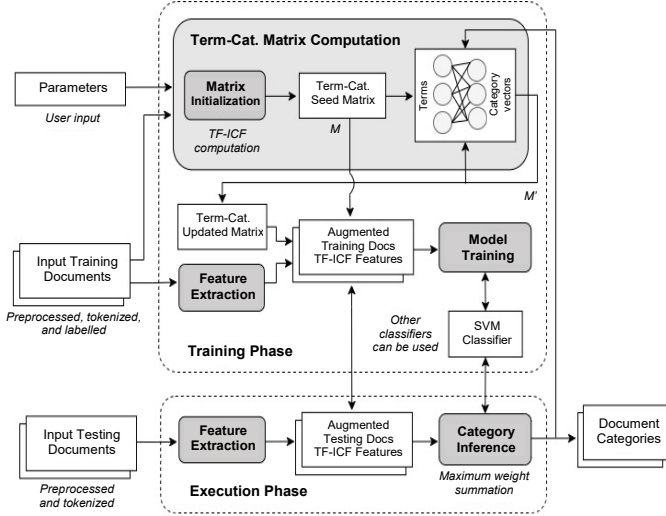 Term-Cat. Matrix Computation
Parameters
User input
Matrix
Initialization
TF-ICF
computation
Term-Cat.
Seed Matrix
M
Terms
Category
vectors
M'
Term-Cat.
Updated Matrix
Input Training
Documents
Preprocessed, tokenized,
and labelled
Feature
Extraction
Augmented
Training Docs
TF-ICF Features
Model
Training
Other
classifiers
can be used
SVM
Classifier
Training Phase
Input Testing
Documents
Preprocessed
and tokenized
Feature
Extraction
Augmented
Testing Docs
TF-ICF Features
Category
Inference
Maximum weight
summation
Document
Categories
Execution Phase